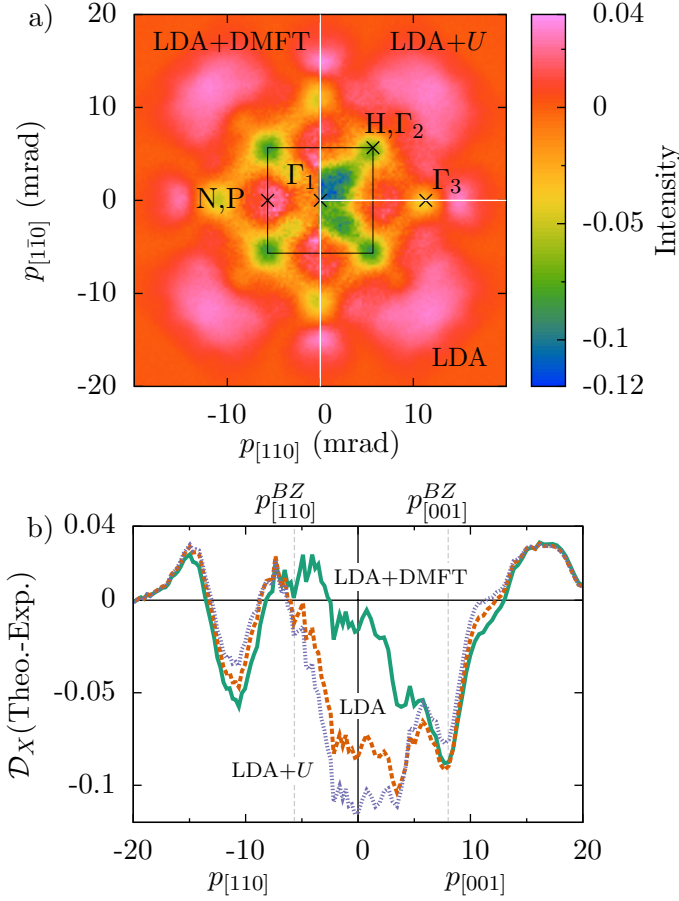 a)
LDA+DMFT
LDA+U
LDA
H,Γ₂
Γ₁
Γ₃
N,P
20
10
0
-10
-20
p[11̄0] (mrad)
-10
0
10
p[110] (mrad)
0.04
0
-0.05
-0.1
-0.12
Intensity
b)
p^{BZ}_{[110]}
p^{BZ}_{[001]}
0.04
0
-0.05
-0.1
𝒟_X(Theo.-Exp.)
LDA+DMFT
LDA
LDA+U
-20
-10
0
10
20
p[110]
p[001]